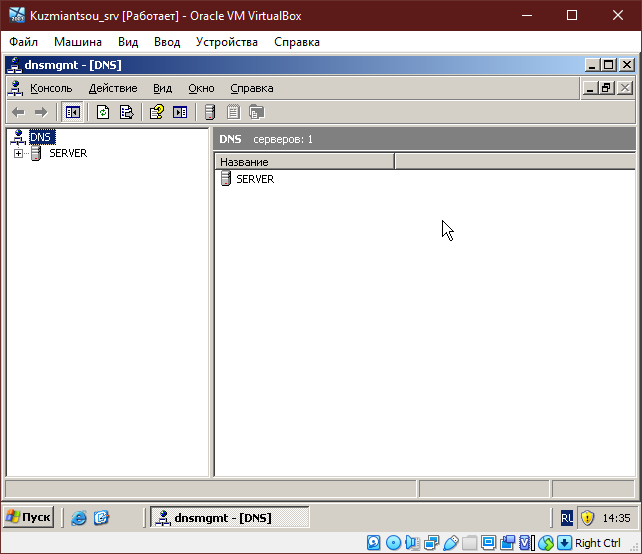 Kuzmiantsou_srv [Работает] - Oracle VM VirtualBox
Файл Машина Вид Ввод Устройства Справка
dnsmgmt - [DNS]
Консоль Действие Вид Окно Справка
DNS
SERVER
DNS серверов: 1
Название
SERVER
Пуск
dnsmgmt - [DNS]
RU
14:35
Right Ctrl